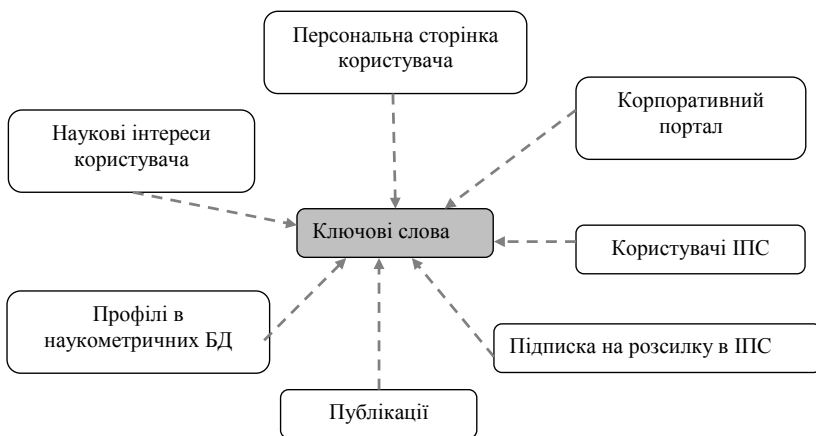 Персональна сторінка
користувача
Корпоративний
портал
Наукові інтереси
користувача
Ключові слова
Користувачі ІПС
Профілі в
наукометричних БД
Підписка на розсилку в ІПС
Публікації